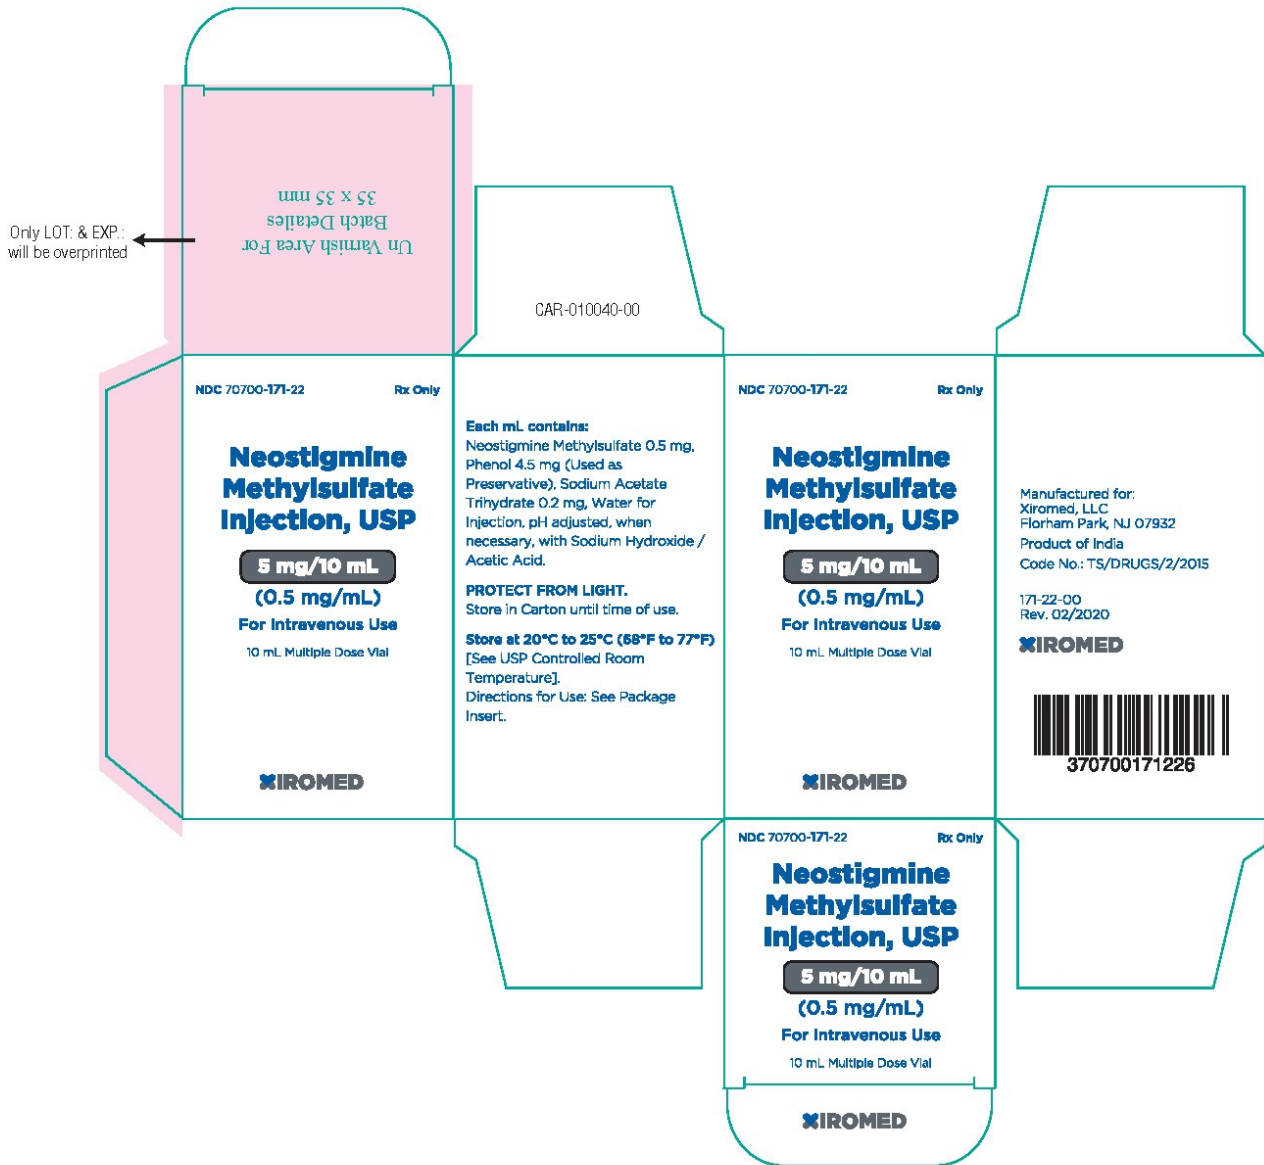 Un Varnish Area For
Batch Detailes
35 x 35 mm
Only LOT: & EXP.:
will be overprinted
CAR-010040-00
NDC 70700-171-22 Rx Only
Neostigmine
Methylsulfate
Injection, USP
5 mg/10 mL
(0.5 mg/mL)
For Intravenous Use
10 mL Multiple Dose Vial
XIROMED
Each mL contains:
Neostigmine Methylsulfate 0.5 mg,
Phenol 4.5 mg (Used as
Preservative), Sodium Acetate
Trihydrate 0.2 mg, Water for
Injection, pH adjusted, when
necessary, with Sodium Hydroxide /
Acetic Acid.
PROTECT FROM LIGHT.
Store in Carton until time of use.
Store at 20°C to 25°C (68°F to 77°F)
[See USP Controlled Room
Temperature].
Directions for Use: See Package
Insert.
NDC 70700-171-22 Rx Only
Neostigmine
Methylsulfate
Injection, USP
5 mg/10 mL
(0.5 mg/mL)
For Intravenous Use
10 mL Multiple Dose Vial
XIROMED
Manufactured for:
Xiromed, LLC
Florham Park, NJ 07932
Product of India
Code No.: TS/DRUGS/2/2015
171-22-00
Rev. 02/2020
XIROMED
370700171226
NDC 70700-171-22 Rx Only
Neostigmine
Methylsulfate
Injection, USP
5 mg/10 mL
(0.5 mg/mL)
For Intravenous Use
10 mL Multiple Dose Vial
XIROMED